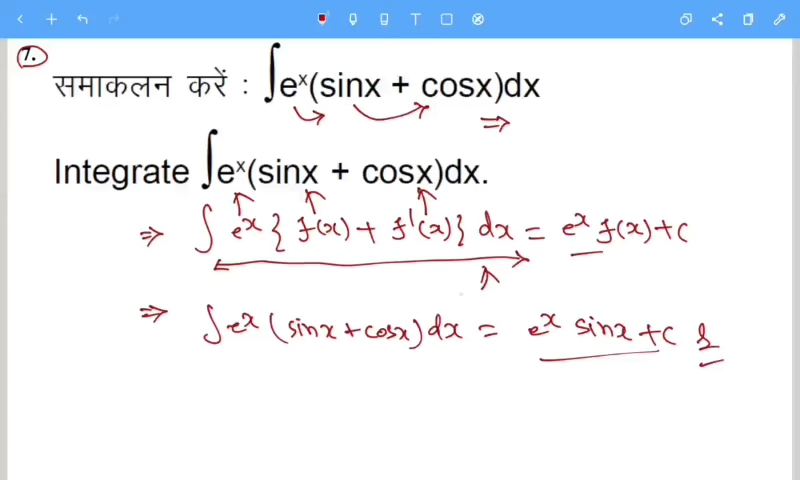 7.
समाकलन करें : ∫eˣ(sinx + cosx)dx
Integrate ∫eˣ(sinx + cosx)dx.
⇒ ∫ eˣ { f(x) + f'(x) } dx = eˣ f(x) + c
⇒ ∫ eˣ (sinx + cosx) dx = eˣ sinx + c